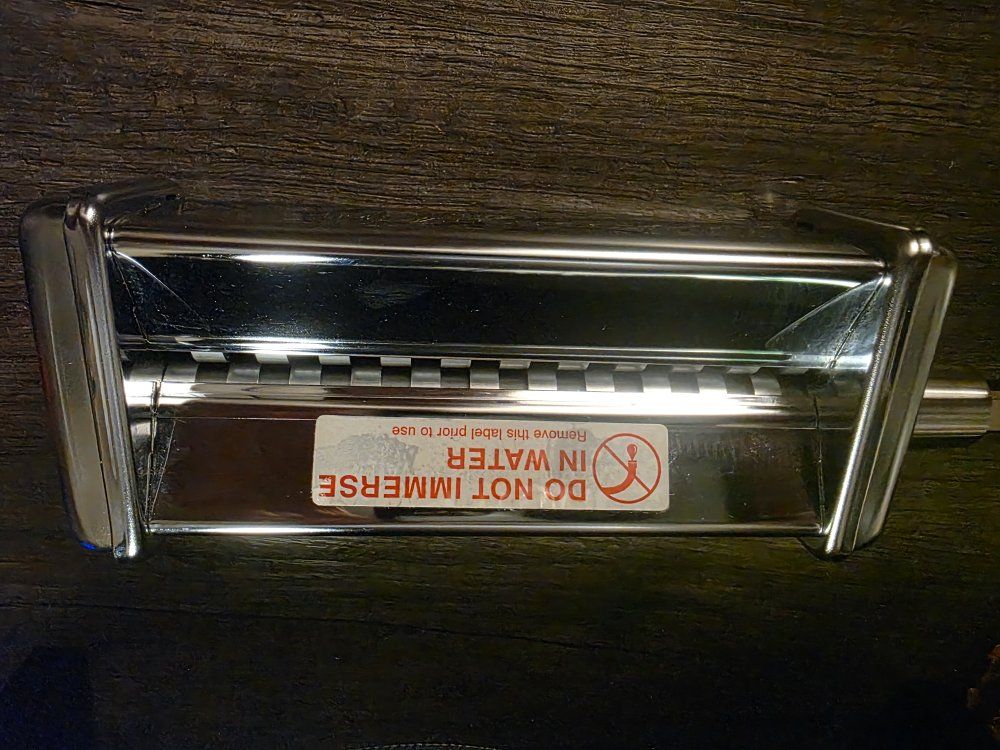 DO NOT IMMERSE
IN WATER
Remove this label prior to use